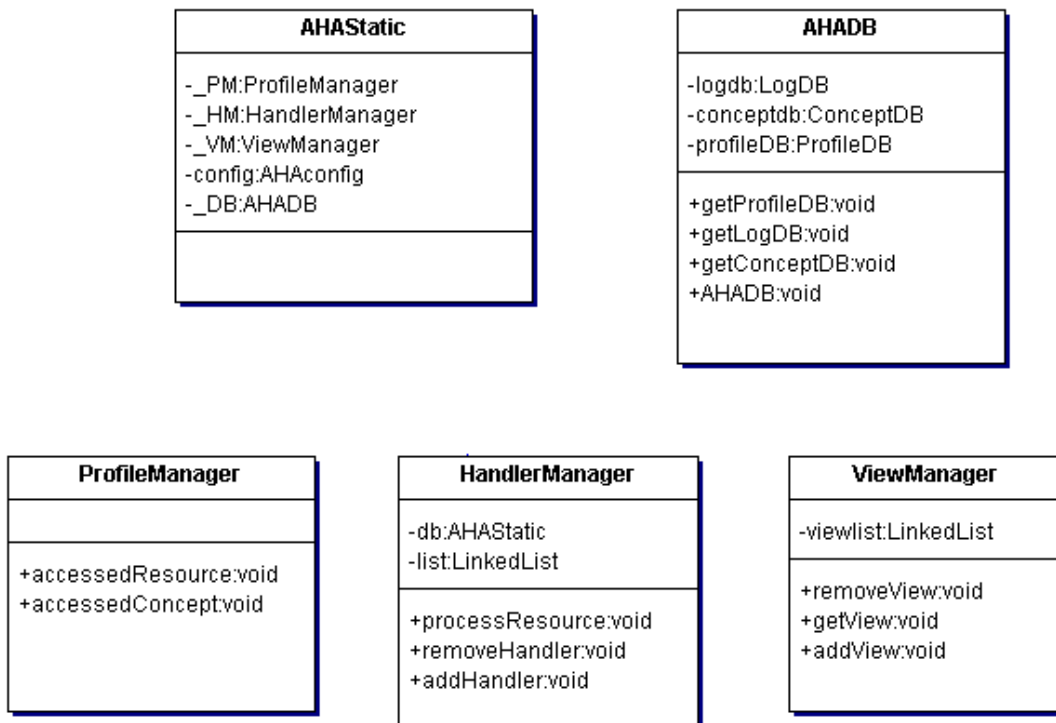 AHAStatic
-_PM:ProfileManager
-_HM:HandlerManager
-_VM:ViewManager
-config:AHAconfig
-_DB:AHADB
AHADB
-logdb:LogDB
-conceptdb:ConceptDB
-profileDB:ProfileDB
+getProfileDB:void
+getLogDB:void
+getConceptDB:void
+AHADB:void
ProfileManager
+accessedResource:void
+accessedConcept:void
HandlerManager
-db:AHAStatic
-list:LinkedList
+processResource:void
+removeHandler:void
+addHandler:void
ViewManager
-viewlist:LinkedList
+removeView:void
+getView:void
+addView:void